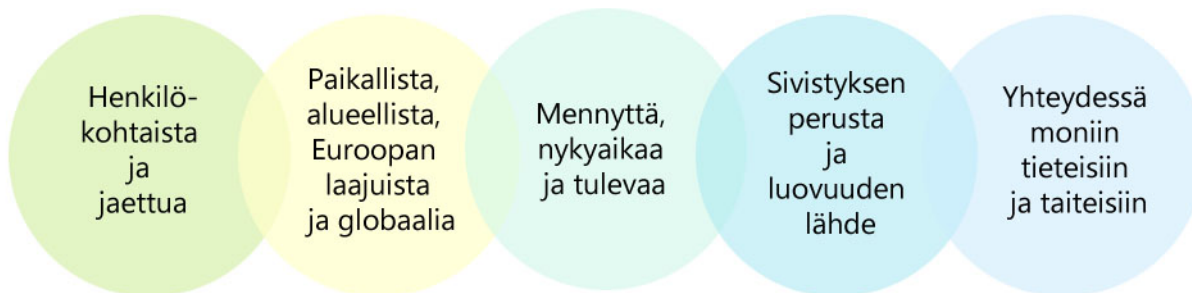 Henkilö-
kohtaista
ja
jaettua
Paikallista,
alueellista,
Euroopan
laajuista
ja globaalia
Mennyttä,
nykyaikaa
ja tulevaa
Sivistyksen
perusta
ja
luovuuden
lähde
Yhteydessä
moniin
tieteisiin
ja taiteisiin